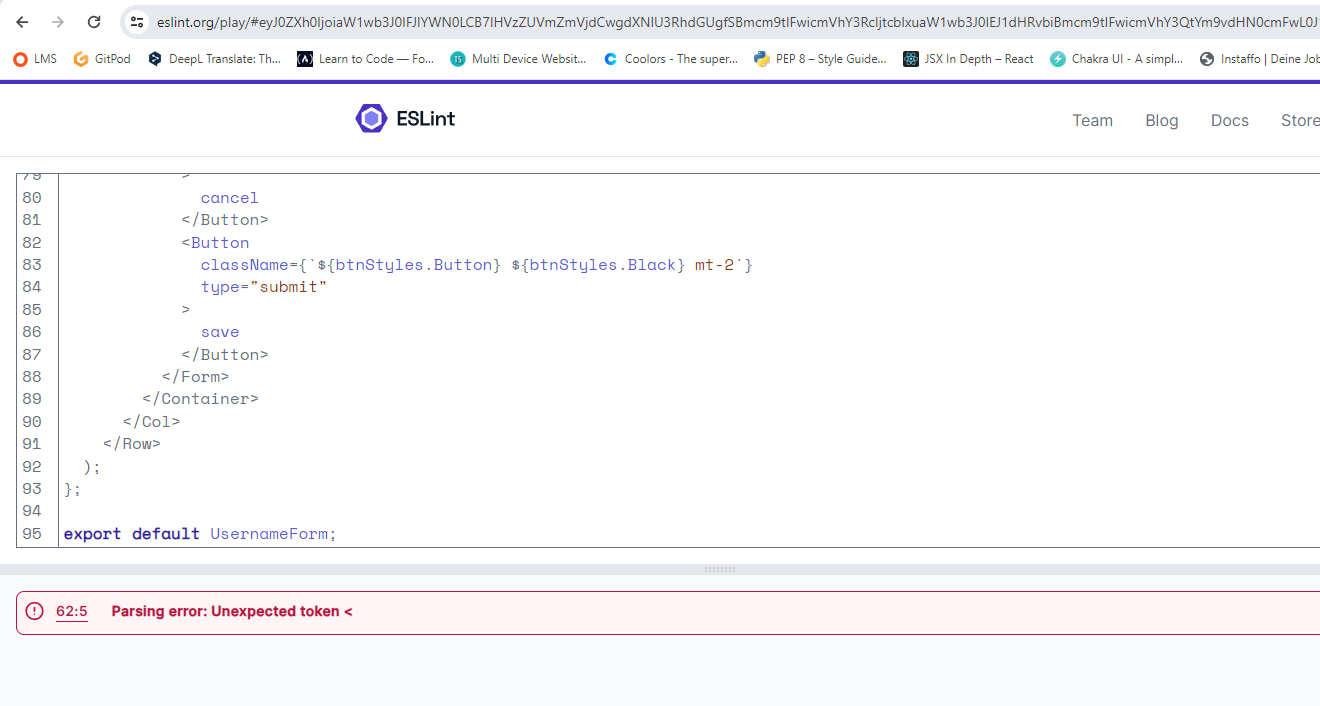 eslint.org/play/#eyJ0ZXh0IjoiaW1wb3J0IFJlYWN0LCB7IHVzZUVmZmVjdCwgdXNlU3RhdGUgfSBmcm9tIFwicmVhY3RcIjtcblxuaW1wb3J0IEJ1dHRvbiBmcm9tIFwicmVhY3QtYm9vdHN0cmFwL0J1
LMS GitPod DeepL Translate: Th... Learn to Code — Fo... Multi Device Websit... Coolors - The super... PEP 8 – Style Guide... JSX In Depth – React Chakra UI - A simpl... Instaffo | Deine Job
ESLint
Team Blog Docs Store
79 >
80 cancel
81 </Button>
82 <Button
83 className={`${btnStyles.Button} ${btnStyles.Black} mt-2`}
84 type="submit"
85 >
86 save
87 </Button>
88 </Form>
89 </Container>
90 </Col>
91 </Row>
92 );
93 };
94
95 export default UsernameForm;
62:5 Parsing error: Unexpected token <